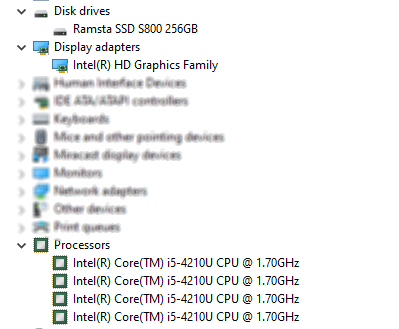 Disk drives
Ramsta SSD S800 256GB
Display adapters
Intel(R) HD Graphics Family
Human Interface Devices
IDE ATA/ATAPI controllers
Keyboards
Mice and other pointing devices
Miracast display devices
Monitors
Network adapters
Other devices
Print queues
Processors
Intel(R) Core(TM) i5-4210U CPU @ 1.70GHz
Intel(R) Core(TM) i5-4210U CPU @ 1.70GHz
Intel(R) Core(TM) i5-4210U CPU @ 1.70GHz
Intel(R) Core(TM) i5-4210U CPU @ 1.70GHz